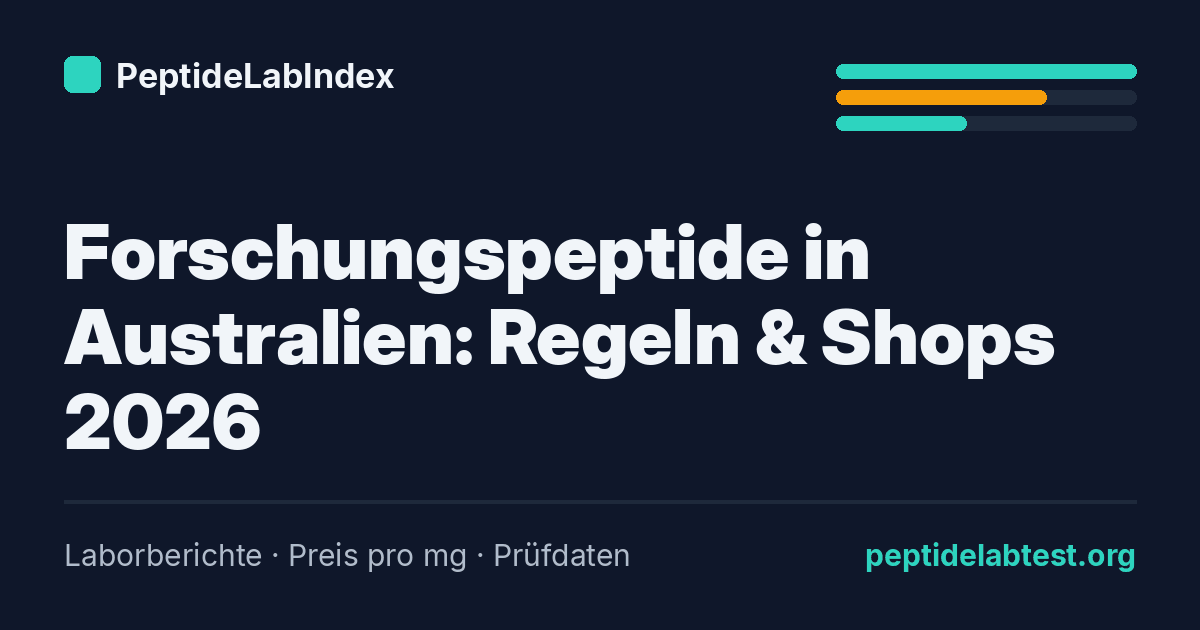 PeptideLabIndex
Forschungspeptide in
Australien: Regeln & Shops
2026
Laborberichte · Preis pro mg · Prüfdaten
peptidelabtest.org